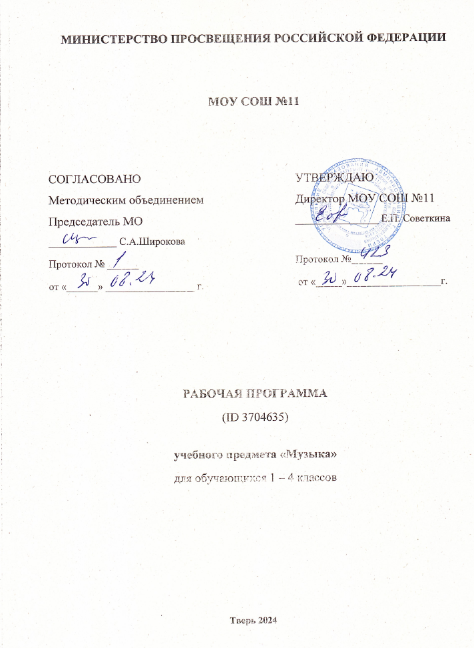 МИНИСТЕРСТВО ПРОСВЕЩЕНИЯ РОССИЙСКОЙ ФЕДЕРАЦИИ
МОУ СОШ №11
СОГЛАСОВАНО
Методическим объединением
Председатель МО
С.А.Широкова
Протокол № 1
от « 30 » 08.24 г.
УТВЕРЖДАЮ
Директор МОУ СОШ №11
Е.П. Советкина
Протокол № 423
от « 30 » 08.24 г.
РАБОЧАЯ ПРОГРАММА
(ID 3704635)
учебного предмета «Музыка»
для обучающихся 1 – 4 классов
Тверь 2024